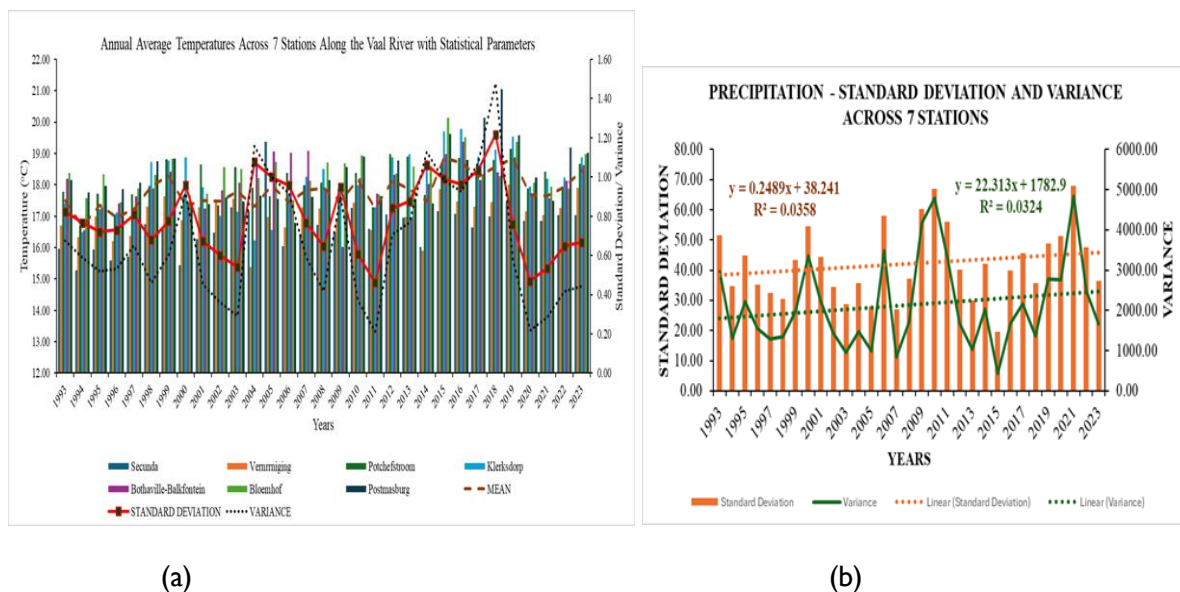 Annual Average Temperatures Across 7 Stations Along the Vaal River with Statistical Parameters
22.00
21.00
20.00
19.00
18.00
17.00
16.00
15.00
14.00
13.00
12.00
Temperature (°C)
1.60
1.40
1.20
1.00
0.80
0.60
0.40
0.20
0.00
Standard Deviation/ Variance
1993 1994 1995 1996 1997 1998 1999 2000 2001 2002 2003 2004 2005 2006 2007 2008 2009 2010 2011 2012 2013 2014 2015 2016 2017 2018 2019 2020 2021 2022 2023
Years
Secunda Potchefstroom Klerksdorp
Bothaville-Balkfontein Bloemhof Postmasburg MEAN
STANDARD DEVIATION VARIANCE
(a)
PRECIPITATION - STANDARD DEVIATION AND VARIANCE
ACROSS 7 STATIONS
80.00
70.00
60.00
50.00
40.00
30.00
20.00
10.00
0.00
STANDARD DEVIATION
y = 0.2489x + 38.241
R² = 0.0358
y = 22.313x + 1782.9
R² = 0.0324
6000.00
5000.00
4000.00
3000.00
2000.00
1000.00
0.00
VARIANCE
1993 1995 1997 1999 2001 2003 2005 2007 2009 2011 2013 2015 2017 2019 2021 2023
YEARS
Standard Deviation Variance Linear (Standard Deviation) Linear (Variance)
(b)